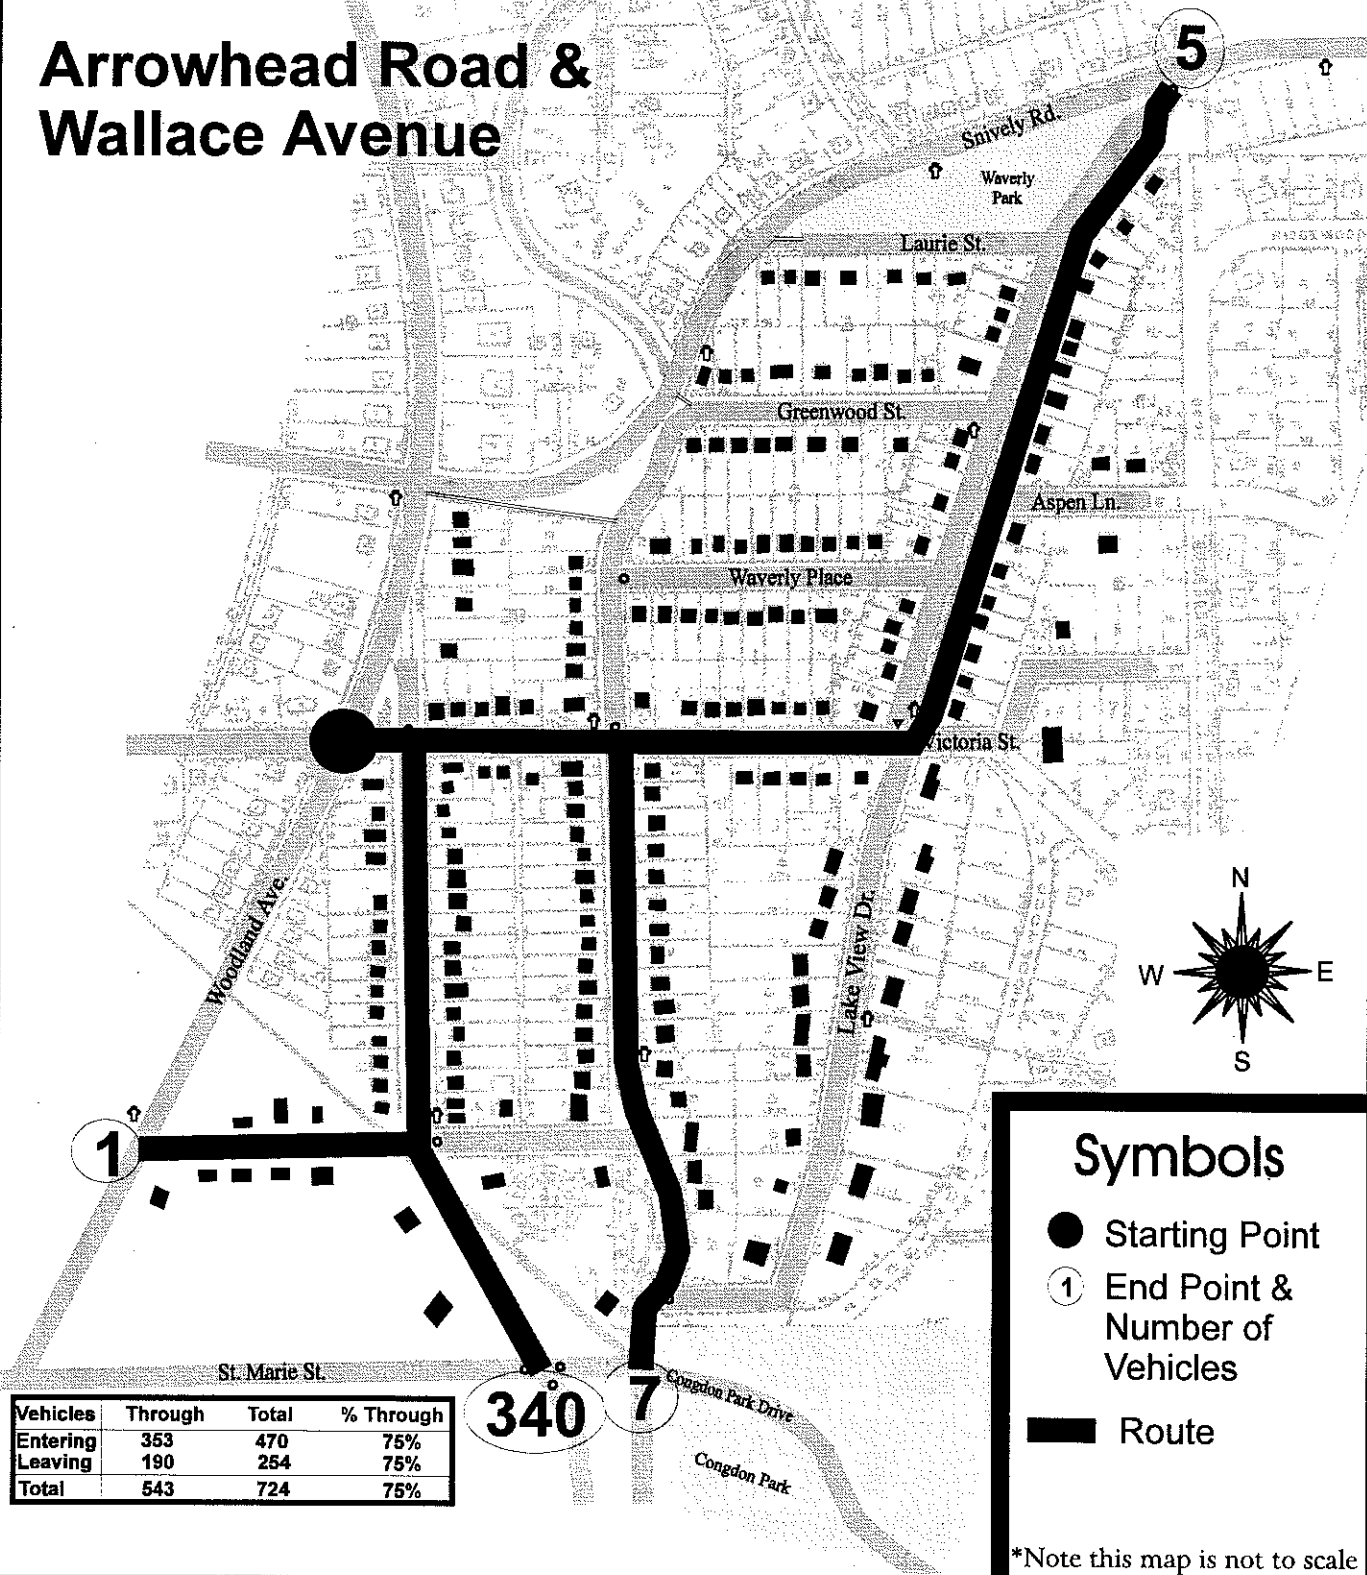 Arrowhead Road &
Wallace Avenue
5
Snively Rd.
Waverly
Park
Laurie St.
Greenwood St.
Aspen Ln.
Waverly Place
Victoria St.
Woodland Ave.
Lake View Dr.
N
W E
S
1
Symbols
Starting Point
1 End Point &
Number of
Vehicles
Route
*Note this map is not to scale
St. Marie St.
340
7
Congdon Park Drive
Congdon Park
Vehicles Through Total % Through
Entering 353 470 75%
Leaving 190 254 75%
Total 543 724 75%